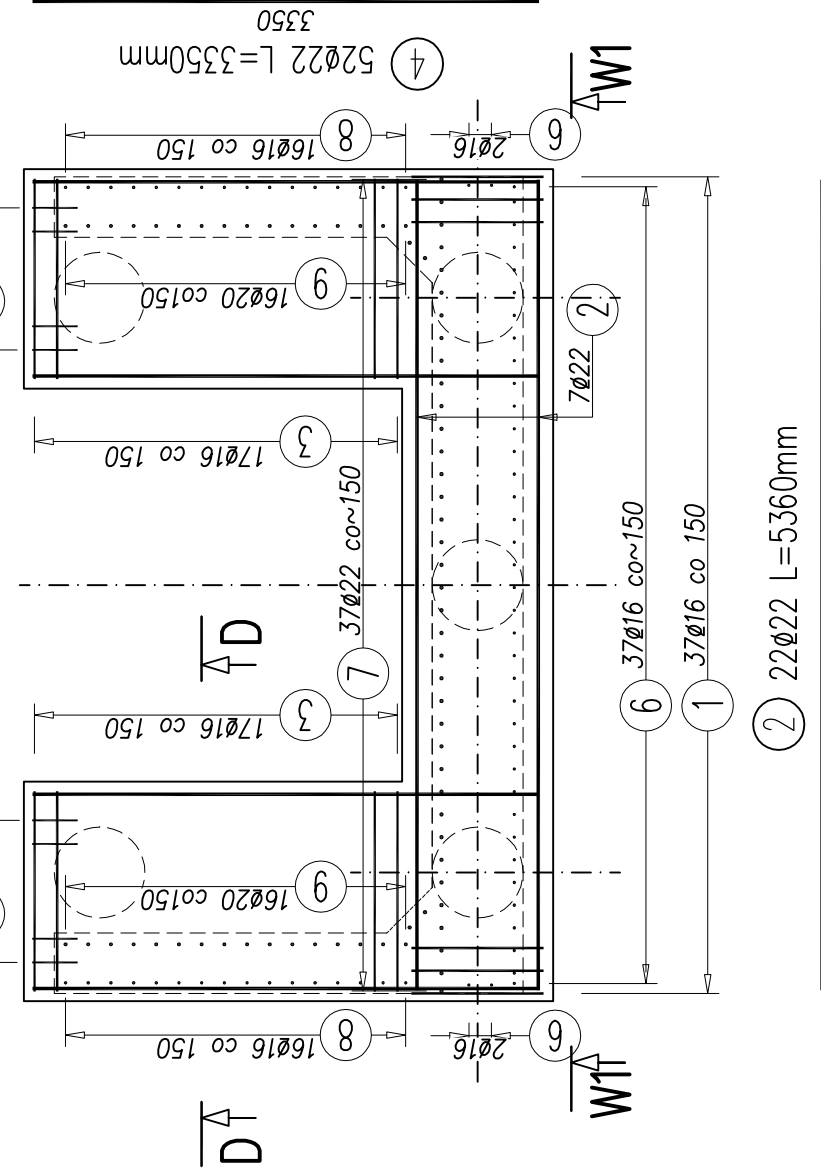 3350
④ 52ø22 L=3350mm
W1
⑧ 16ø16 co 150
2ø16 ⑥
⑨ 16ø20 co150
7ø22 ②
③ 17ø16 co 150
⑦ 37ø22 co~150
⑥ 37ø16 co~150
① 37ø16 co 150
② 22ø22 L=5360mm
D
③ 17ø16 co 150
⑨ 16ø20 co150
⑧ 16ø16 co 150
2ø16 ⑥
W1
D